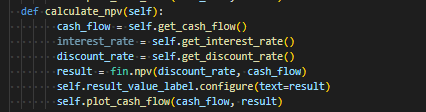 def calculate_npv(self):
cash_flow = self.get_cash_flow()
interest_rate = self.get_interest_rate()
discount_rate = self.get_discount_rate()
result = fin.npv(discount_rate, cash_flow)
self.result_value_label.configure(text=result)
self.plot_cash_flow(cash_flow, result)